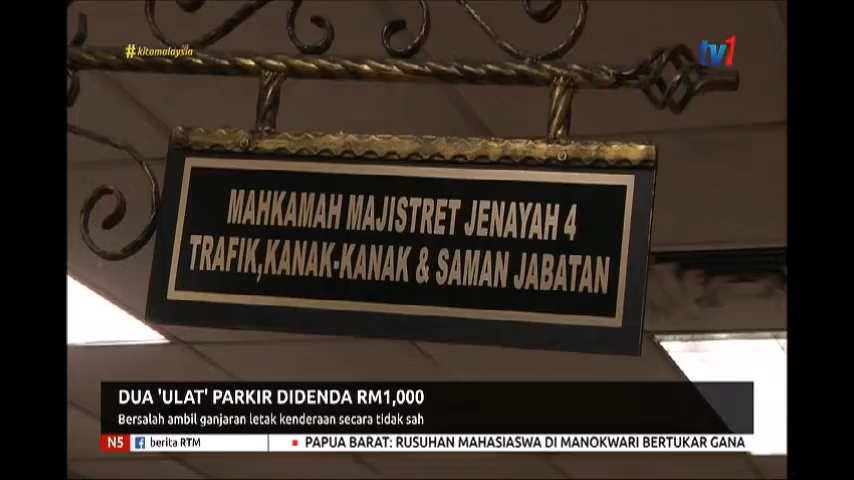 #kitamalaysia
tv1
MAHKAMAH MAJISTRET JENAYAH 4
TRAFIK,KANAK-KANAK & SAMAN JABATAN
DUA 'ULAT' PARKIR DIDENDA RM1,000
Bersalah ambil ganjaran letak kenderaan secara tidak sah
N5 f berita RTM ▪ PAPUA BARAT: RUSUHAN MAHASISWA DI MANOKWARI BERTUKAR GANA